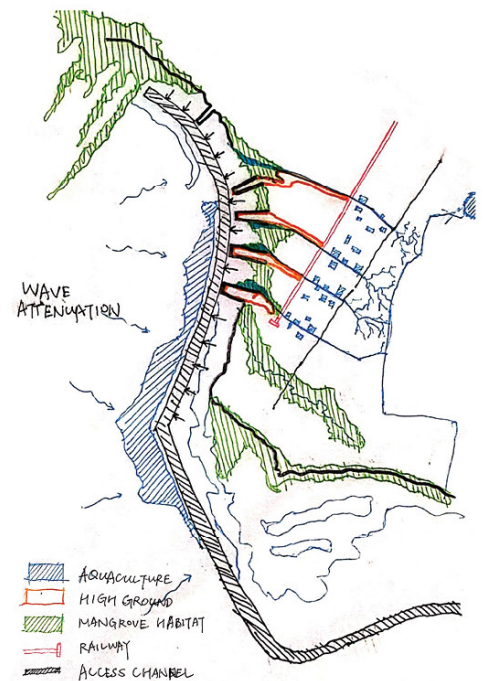 WAVE
ATTENUATION
AQUACULTURE
HIGH GROUND
MANGROVE HABITAT
RAILWAY
ACCESS CHANNEL